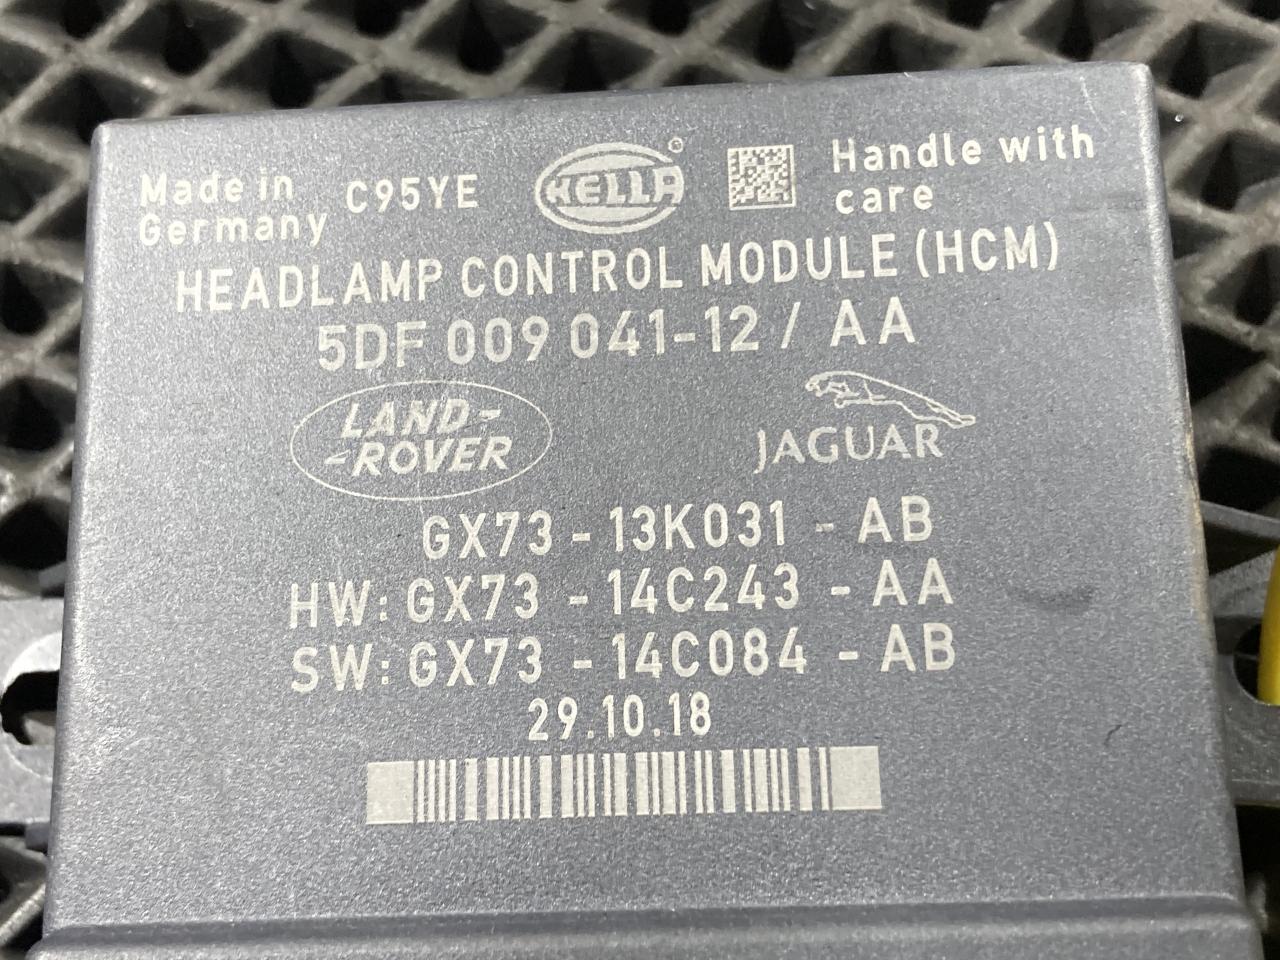 Made in
Germany
C95YE
HELLA®
Handle with
care
HEADLAMP CONTROL MODULE (HCM)
5DF 009 041-12 / AA
LAND-
-ROVER
JAGUAR
GX73 - 13K031 - AB
HW: GX73 - 14C243 - AA
SW: GX73 - 14C084 - AB
29.10.18